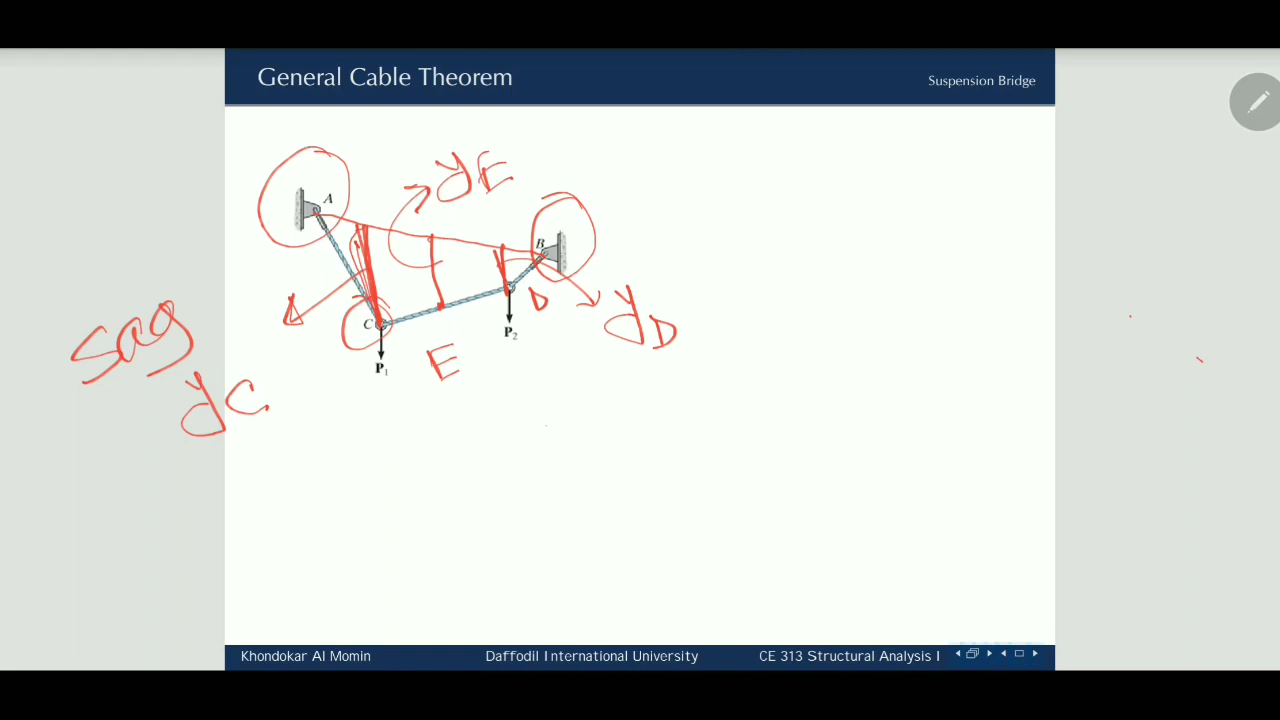 General Cable Theorem
Suspension Bridge
yE
A
B
C
D
yD
P1
P2
E
sag
yC
Khondokar Al Momin
Daffodil International University
CE 313 Structural Analysis I